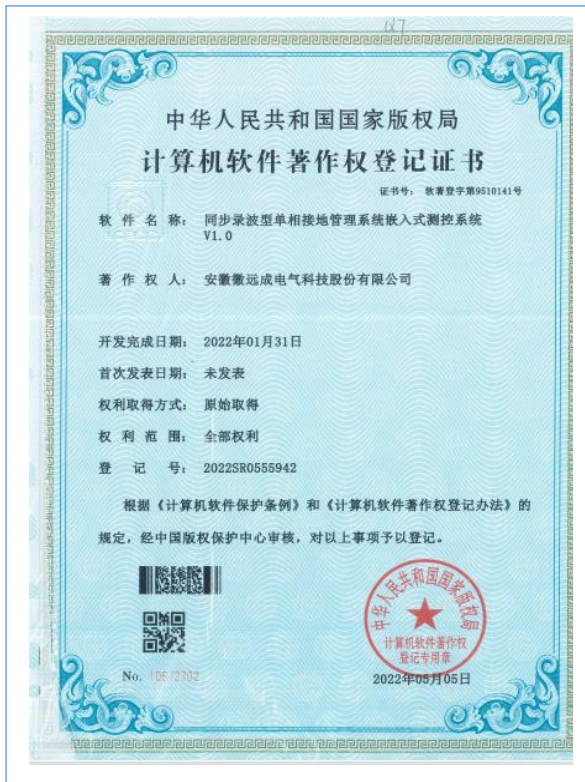 中华人民共和国国家版权局
计算机软件著作权登记证书
证书号： 软著登字第9510141号
软件名称： 同步录波型单相接地管理系统嵌入式测控系统
V1.0
著作权人： 安徽徽远成电气科技股份有限公司
开发完成日期： 2022年01月31日
首次发表日期： 未发表
权利取得方式： 原始取得
权利范围： 全部权利
登记号： 2022SR0555942
根据《计算机软件保护条例》和《计算机软件著作权登记办法》的
规定，经中国版权保护中心审核，对以上事项予以登记。
中华人民共和国国家版权局
计算机软件著作权
登记专用章
No.
2022年05月05日